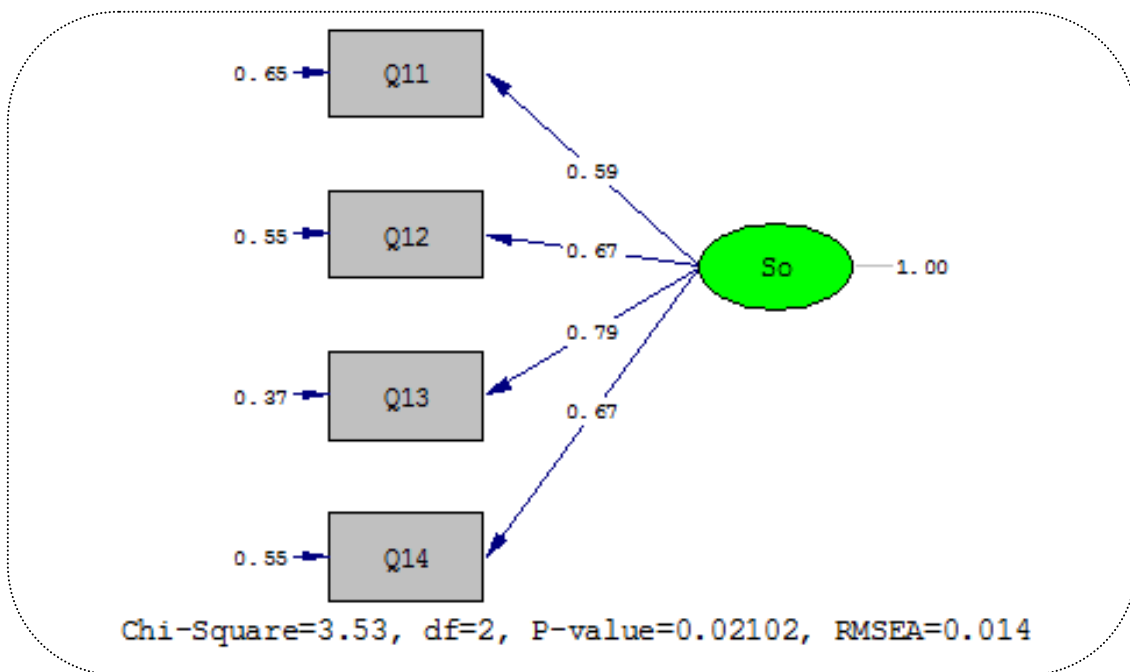 0.65 Q11
0.59
0.55 Q12
0.67
So 1.00
0.79
0.37 Q13
0.67
0.55 Q14
Chi-Square=3.53, df=2, P-value=0.02102, RMSEA=0.014